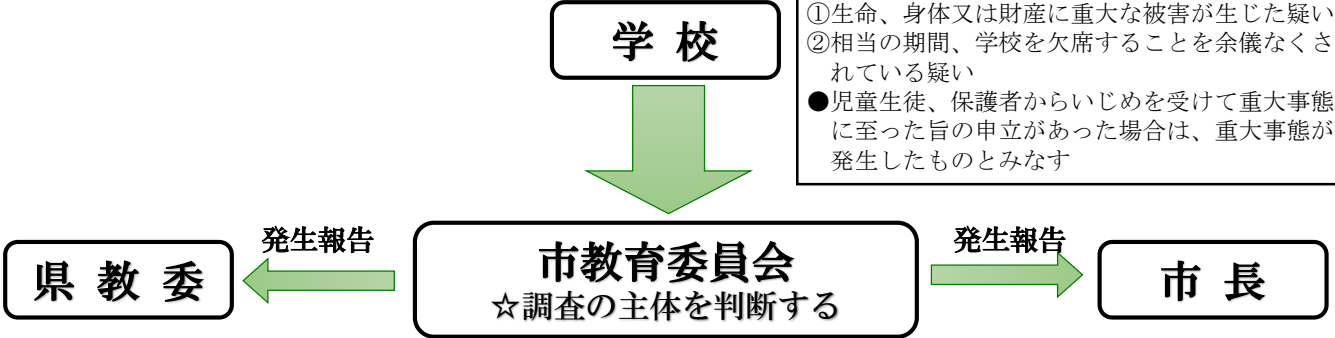 学 校
①生命、身体又は財産に重大な被害が生じた疑い
②相当の期間、学校を欠席することを余儀なくさ
れている疑い
●児童生徒、保護者からいじめを受けて重大事態
に至った旨の申立があった場合は、重大事態が
発生したものとみなす
県 教 委
発生報告
市教育委員会
☆調査の主体を判断する
発生報告
市 長